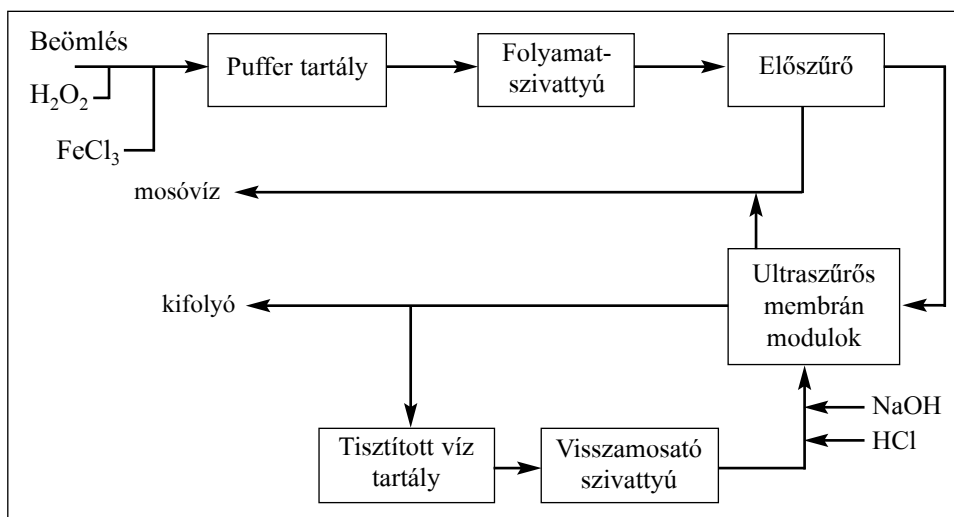 Beömlés
H₂O₂
FeCl₃
Puffer tartály
Folyamat-
szivattyú
Előszűrő
mosóvíz
kifolyó
Ultraszűrős
membrán
modulok
NaOH
HCl
Tisztított víz
tartály
Visszamosató
szivattyú